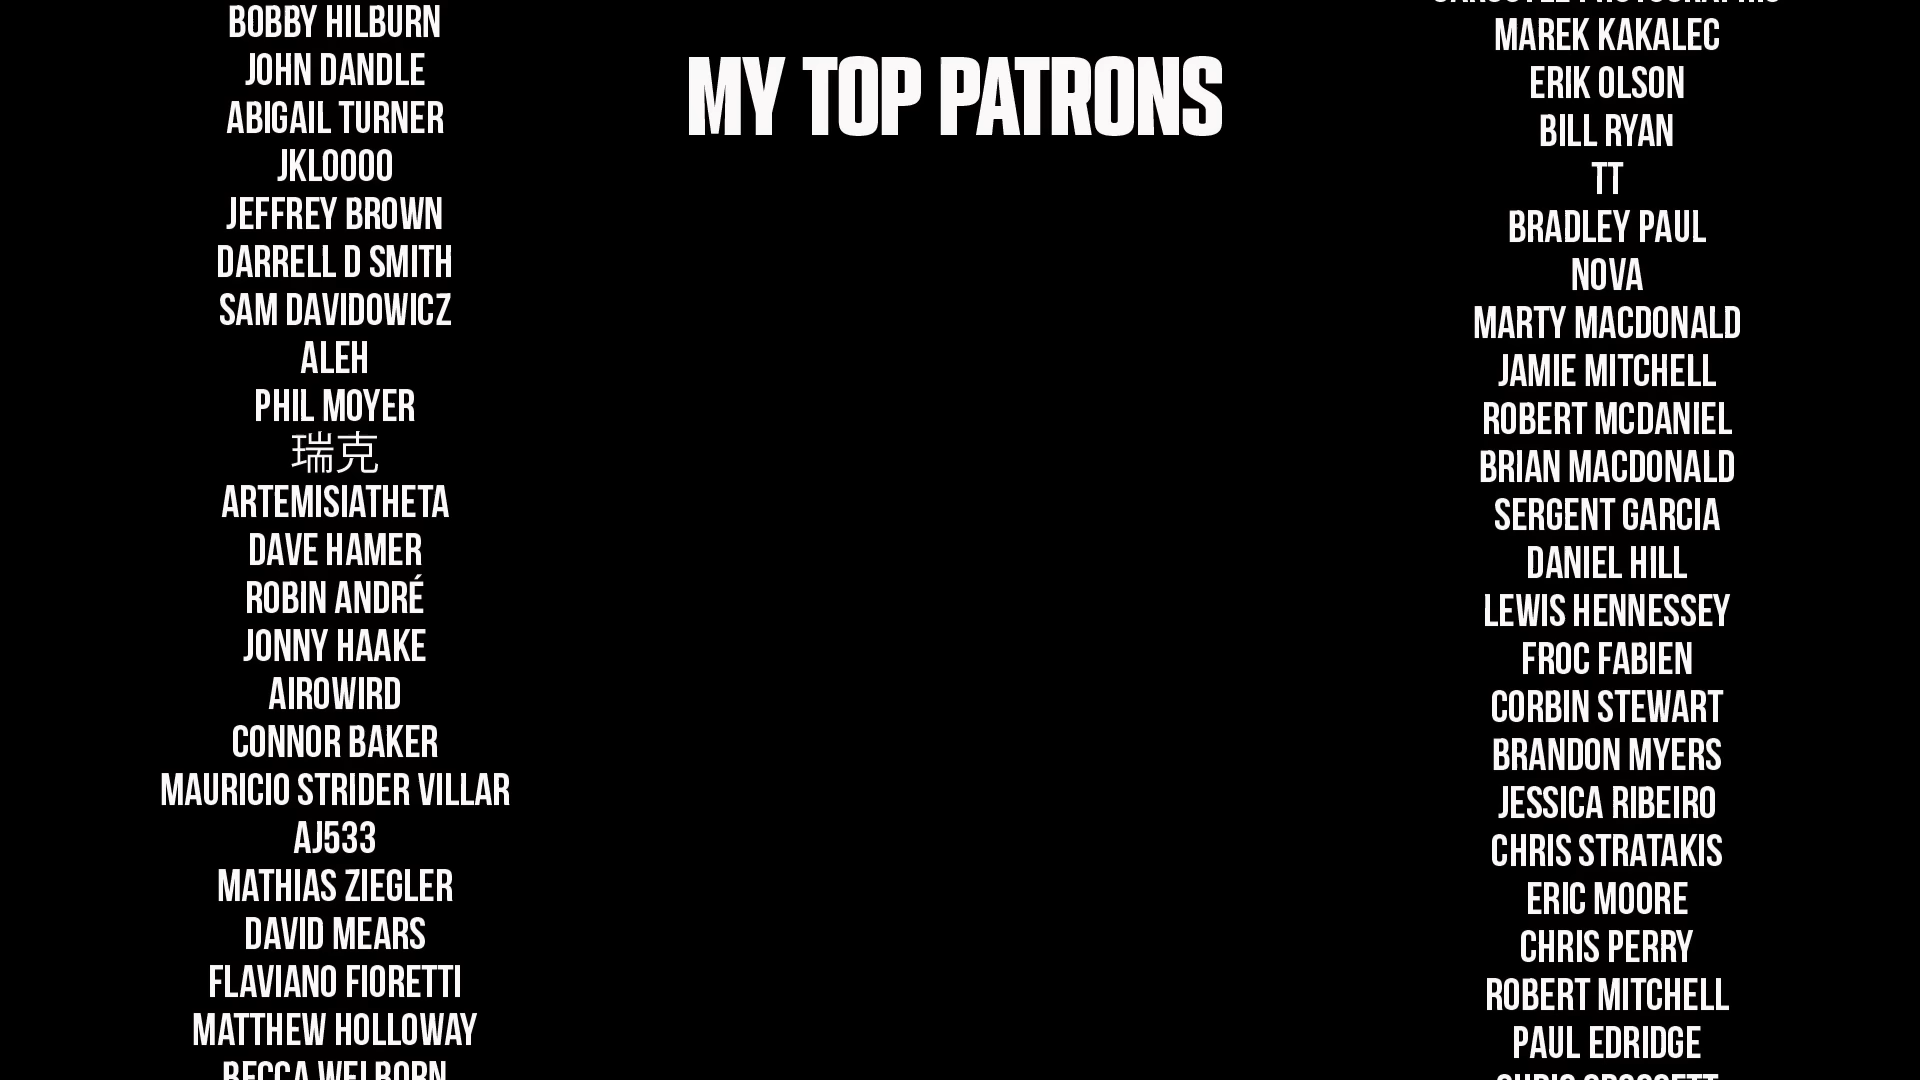 MY TOP PATRONS
BOBBY HILBURN
JOHN DANDLE
ABIGAIL TURNER
JKLOOOO
JEFFREY BROWN
DARRELL D SMITH
SAM DAVIDOWICZ
ALEH
PHIL MOYER
瑞克
ARTEMISIATHETA
DAVE HAMER
ROBIN ANDRÉ
JONNY HAAKE
AIROWIRD
CONNOR BAKER
MAURICIO STRIDER VILLAR
AJ533
MATHIAS ZIEGLER
DAVID MEARS
FLAVIANO FIORETTI
MATTHEW HOLLOWAY
BECCA WELBORN
MAREK KAKALEC
ERIK OLSON
BILL RYAN
TT
BRADLEY PAUL
NOVA
MARTY MACDONALD
JAMIE MITCHELL
ROBERT MCDANIEL
BRIAN MACDONALD
SERGENT GARCIA
DANIEL HILL
LEWIS HENNESSEY
FROC FABIEN
CORBIN STEWART
BRANDON MYERS
JESSICA RIBEIRO
CHRIS STRATAKIS
ERIC MOORE
CHRIS PERRY
ROBERT MITCHELL
PAUL EDRIDGE